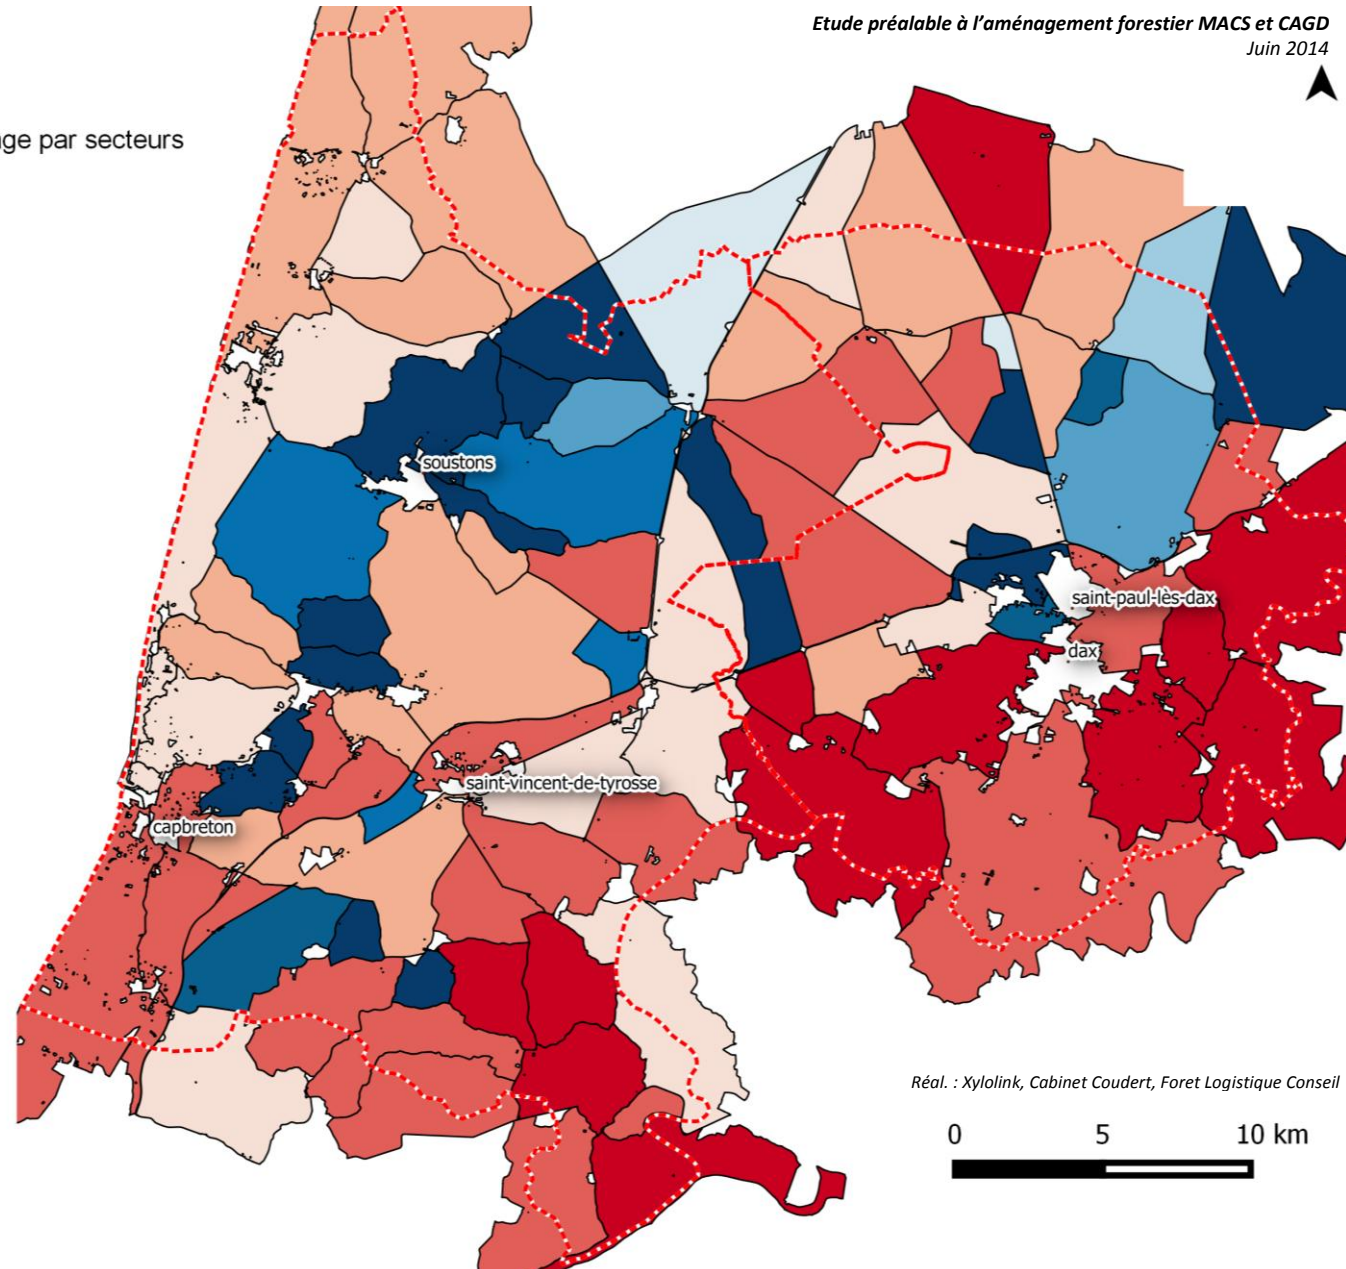 Etude préalable à l’aménagement forestier MACS et CAGD
Juin 2014
ge par secteurs
soustons
saint-paul-lès-dax
dax
saint-vincent-de-tyrosse
capbreton
Réal. : Xylolink, Cabinet Coudert, Foret Logistique Conseil
0 5 10 km